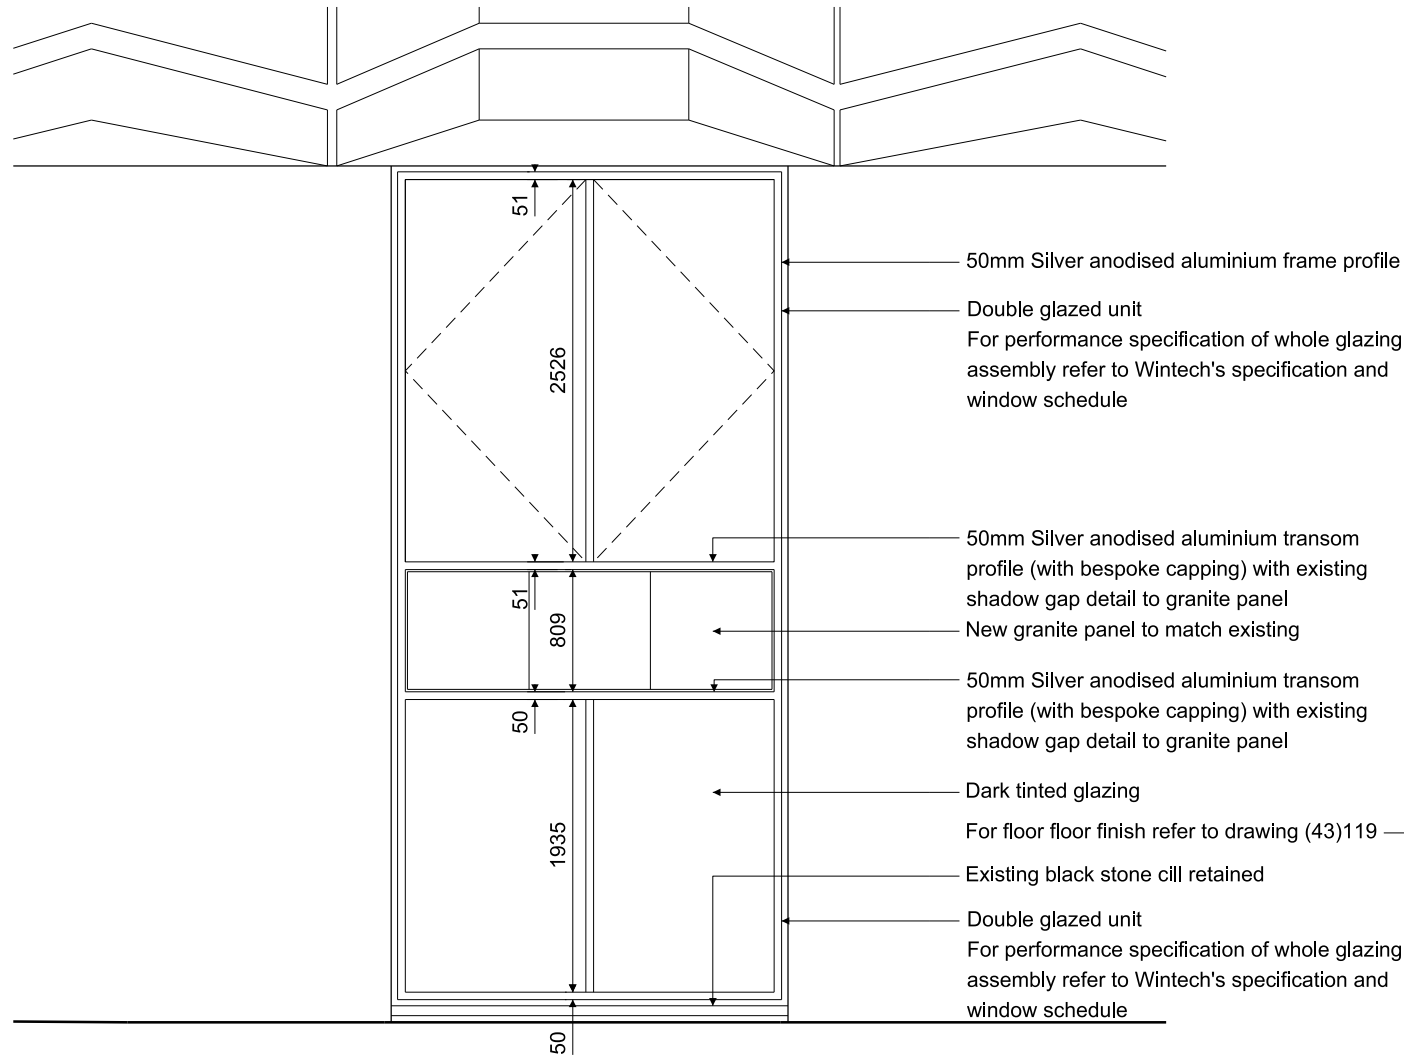 51
50mm Silver anodised aluminium frame profile
Double glazed unit
For performance specification of whole glazing
assembly refer to Wintech's specification and
window schedule
2526
50mm Silver anodised aluminium transom
profile (with bespoke capping) with existing
shadow gap detail to granite panel
51
809
New granite panel to match existing
50mm Silver anodised aluminium transom
profile (with bespoke capping) with existing
shadow gap detail to granite panel
50
Dark tinted glazing
1935
For floor floor finish refer to drawing (43)119
Existing black stone cill retained
Double glazed unit
For performance specification of whole glazing
assembly refer to Wintech's specification and
window schedule
50